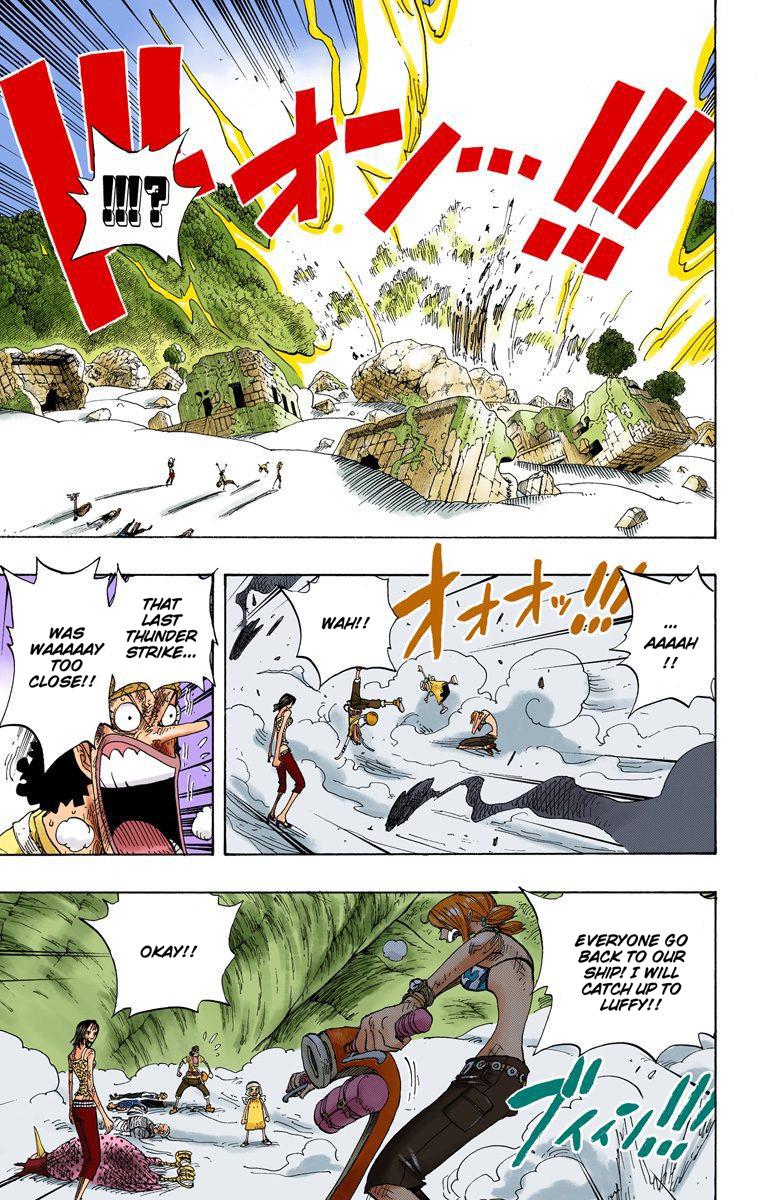 ドオン…!!!
!!!?
...
AAAAH
!!
オオオッ!!!
WAH!!
THAT
LAST
THUNDER
STRIKE...
WAS
WAAAAAY
TOO
CLOSE!!
EVERYONE GO
BACK TO OUR
SHIP! I WILL
CATCH UP TO
LUFFY!!
OKAY!!
ブイィン!!!